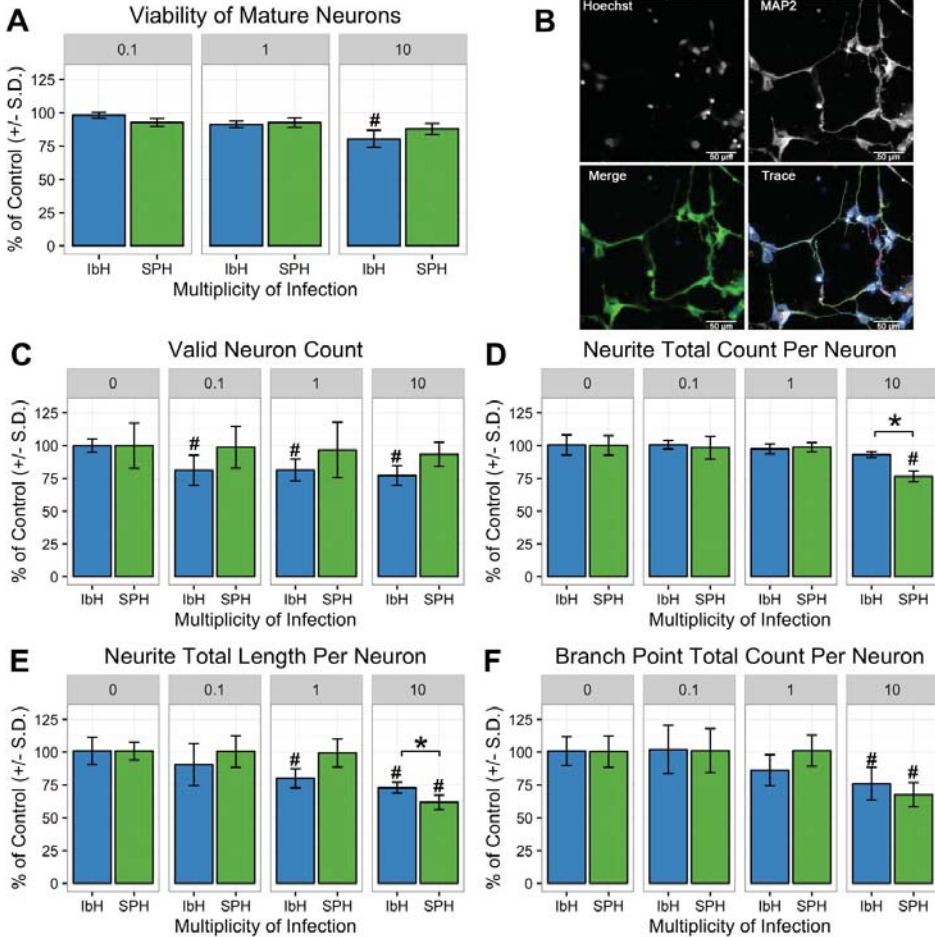 A
Viability of Mature Neurons
0.1 1 10
% of Control (+/- S.D.)
125
100
75
50
25
0
#
IbH SPH IbH SPH IbH SPH
Multiplicity of Infection
B
Hoechst MAP2
50 µm 50 µm
Merge Trace
50 µm 50 µm
C
Valid Neuron Count
0 0.1 1 10
% of Control (+/- S.D.)
125
100
75
50
25
0
# # #
IbH SPH IbH SPH IbH SPH IbH SPH
Multiplicity of Infection
D
Neurite Total Count Per Neuron
0 0.1 1 10
% of Control (+/- S.D.)
125
100
75
50
25
0
*
#
IbH SPH IbH SPH IbH SPH IbH SPH
Multiplicity of Infection
E
Neurite Total Length Per Neuron
0 0.1 1 10
% of Control (+/- S.D.)
125
100
75
50
25
0
*
# # #
IbH SPH IbH SPH IbH SPH IbH SPH
Multiplicity of Infection
F
Branch Point Total Count Per Neuron
0 0.1 1 10
% of Control (+/- S.D.)
125
100
75
50
25
0
# #
IbH SPH IbH SPH IbH SPH IbH SPH
Multiplicity of Infection